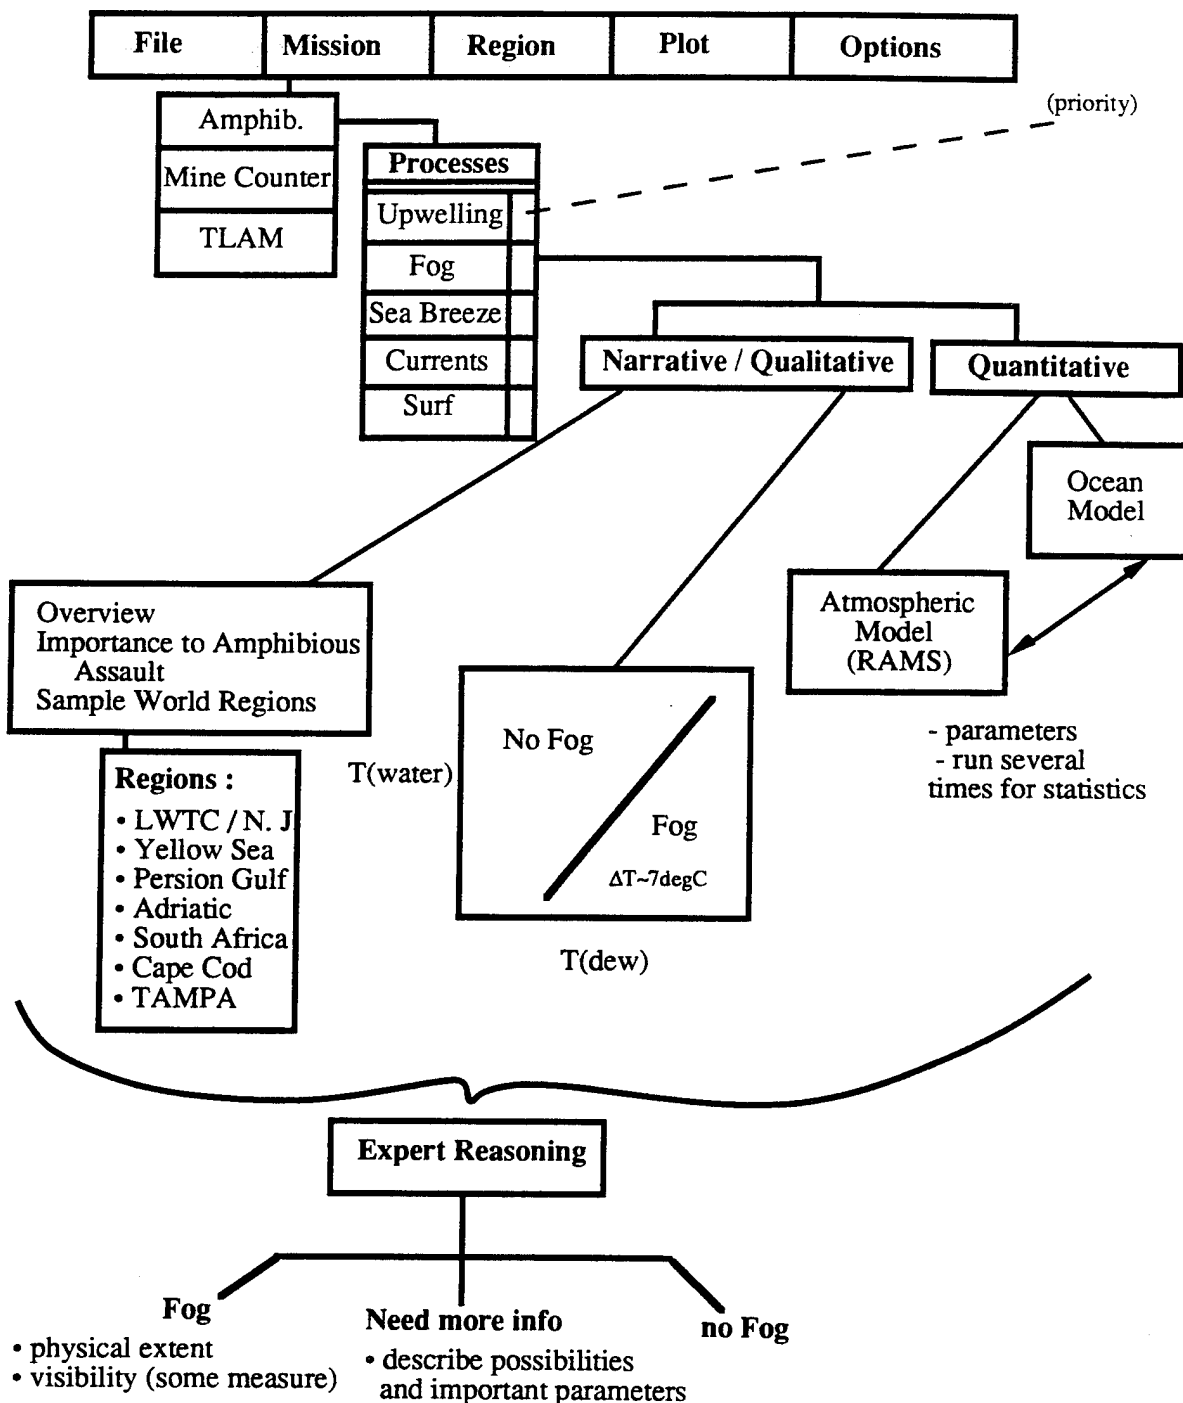 File Mission Region Plot Options
(priority)
Amphib.
Mine Counter
TLAM
Processes
Upwelling
Fog
Sea Breeze
Currents
Surf
Narrative / Qualitative
Quantitative
Ocean
Model
Atmospheric
Model
(RAMS)
- parameters
- run several
times for statistics
Overview
Importance to Amphibious
Assault
Sample World Regions
Regions :
• LWTC / N. J.
• Yellow Sea
• Persion Gulf
• Adriatic
• South Africa
• Cape Cod
• TAMPA
No Fog
T(water)
Fog
ΔT~7degC
T(dew)
Expert Reasoning
Fog
• physical extent
• visibility (some measure)
Need more info
• describe possibilities
and important parameters
no Fog